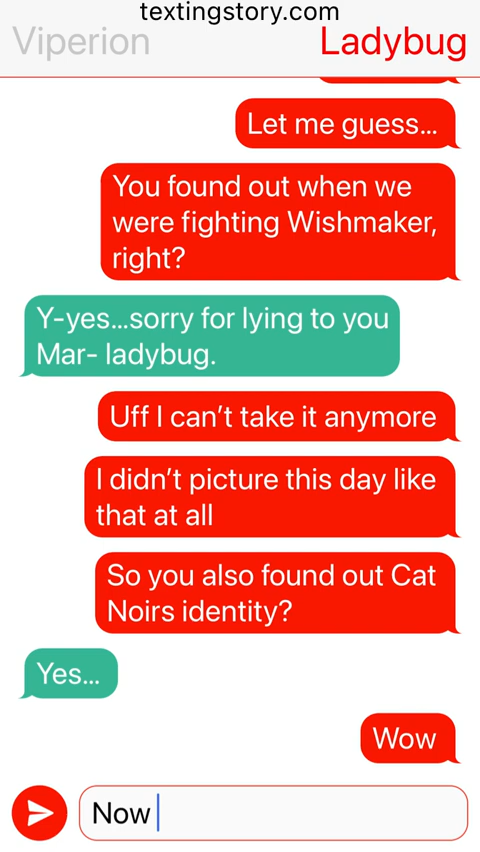 textingstory.com
Viperion
Ladybug
Let me guess...
You found out when we
were fighting Wishmaker,
right?
Y-yes...sorry for lying to you
Mar- ladybug.
Uff I can’t take it anymore
I didn’t picture this day like
that at all
So you also found out Cat
Noirs identity?
Yes...
Wow
Now